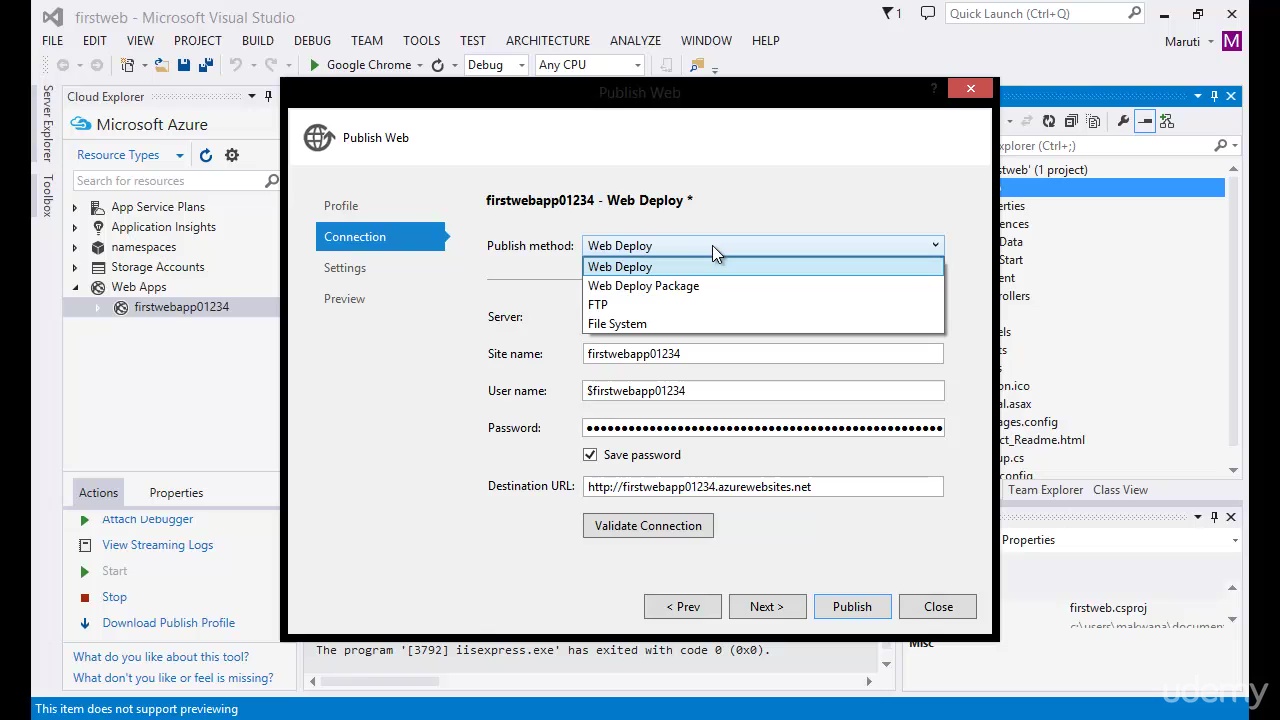 firstweb - Microsoft Visual Studio
1
Quick Launch (Ctrl+Q)
FILE EDIT VIEW PROJECT BUILD DEBUG TEAM TOOLS TEST ARCHITECTURE ANALYZE WINDOW HELP
Maruti M
Google Chrome Debug Any CPU
Server Explorer
Toolbox
Cloud Explorer
Microsoft Azure
Resource Types
Search for resources
App Service Plans
Application Insights
namespaces
Storage Accounts
Web Apps
firstwebapp01234
Actions Properties
Attach Debugger
View Streaming Logs
Start
Stop
Download Publish Profile
What do you like about this tool?
What don't you like or feel is missing?
Publish Web
?
Publish Web
Profile
Connection
Settings
Preview
firstwebapp01234 - Web Deploy *
Publish method: Web Deploy
Web Deploy
Web Deploy Package
FTP
File System
Server:
Site name: firstwebapp01234
User name: $firstwebapp01234
Password:
Save password
Destination URL: http://firstwebapp01234.azurewebsites.net
Validate Connection
< Prev Next > Publish Close
The program '[3792] iisexpress.exe' has exited with code 0 (0x0).
xplorer (Ctrl+;)
stweb' (1 project)
perties
erences
_Data
_Start
tent
trollers
s
els
ts
s
on.ico
al.asax
ages.config
ct_Readme.html
up.cs
config
Team Explorer Class View
Properties
firstweb.csproj
c:\users\makwana\document
Misc
This item does not support previewing
udemy